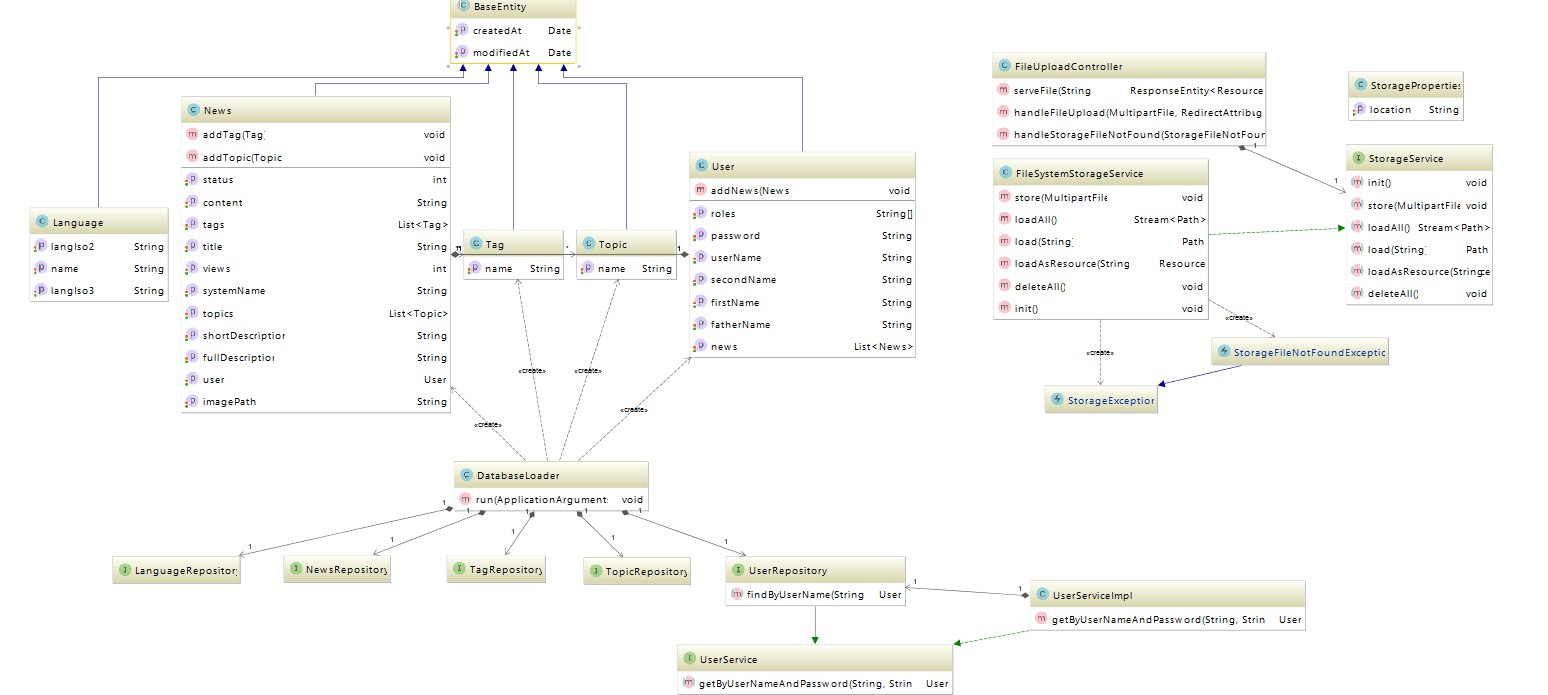 BaseEntity
createdAt Date
modifiedAt Date
News
addTag(Tag) void
addTopic(Topic void
status int
content String
tags List<Tag>
title String
views int
systemName String
topics List<Topic>
shortDescription String
fullDescription String
user User
imagePath String
Language
langIso2 String
name String
langIso3 String
Tag
name String
Topic
name String
User
addNews(News void
roles String[]
password String
userName String
secondName String
firstName String
fatherName String
news List<News>
1
*
1
«create»
«create»
«create»
«create»
DatabaseLoader
run(ApplicationArgument: void
1
1
1
1
1
1
1
1
1
1
LanguageRepository
NewsRepository
TagRepository
TopicRepository
UserRepository
findByUserName(String User
1
1
UserServiceImpl
getByUserNameAndPassword(String, Strin User
UserService
getByUserNameAndPassword(String, Strin User
FileUploadController
serveFile(String ResponseEntity<Resource
handleFileUpload(MultipartFile, RedirectAttribu
handleStorageFileNotFound(StorageFileNotFour
1
1
StorageProperties
location String
StorageService
init() void
store(MultipartFile void
loadAll() Stream<Path>
load(String) Path
loadAsResource(String
deleteAll() void
FileSystemStorageService
store(MultipartFile void
loadAll() Stream<Path>
load(String) Path
loadAsResource(String Resource
deleteAll() void
init() void
«create»
«create»
StorageFileNotFoundExceptic
StorageException